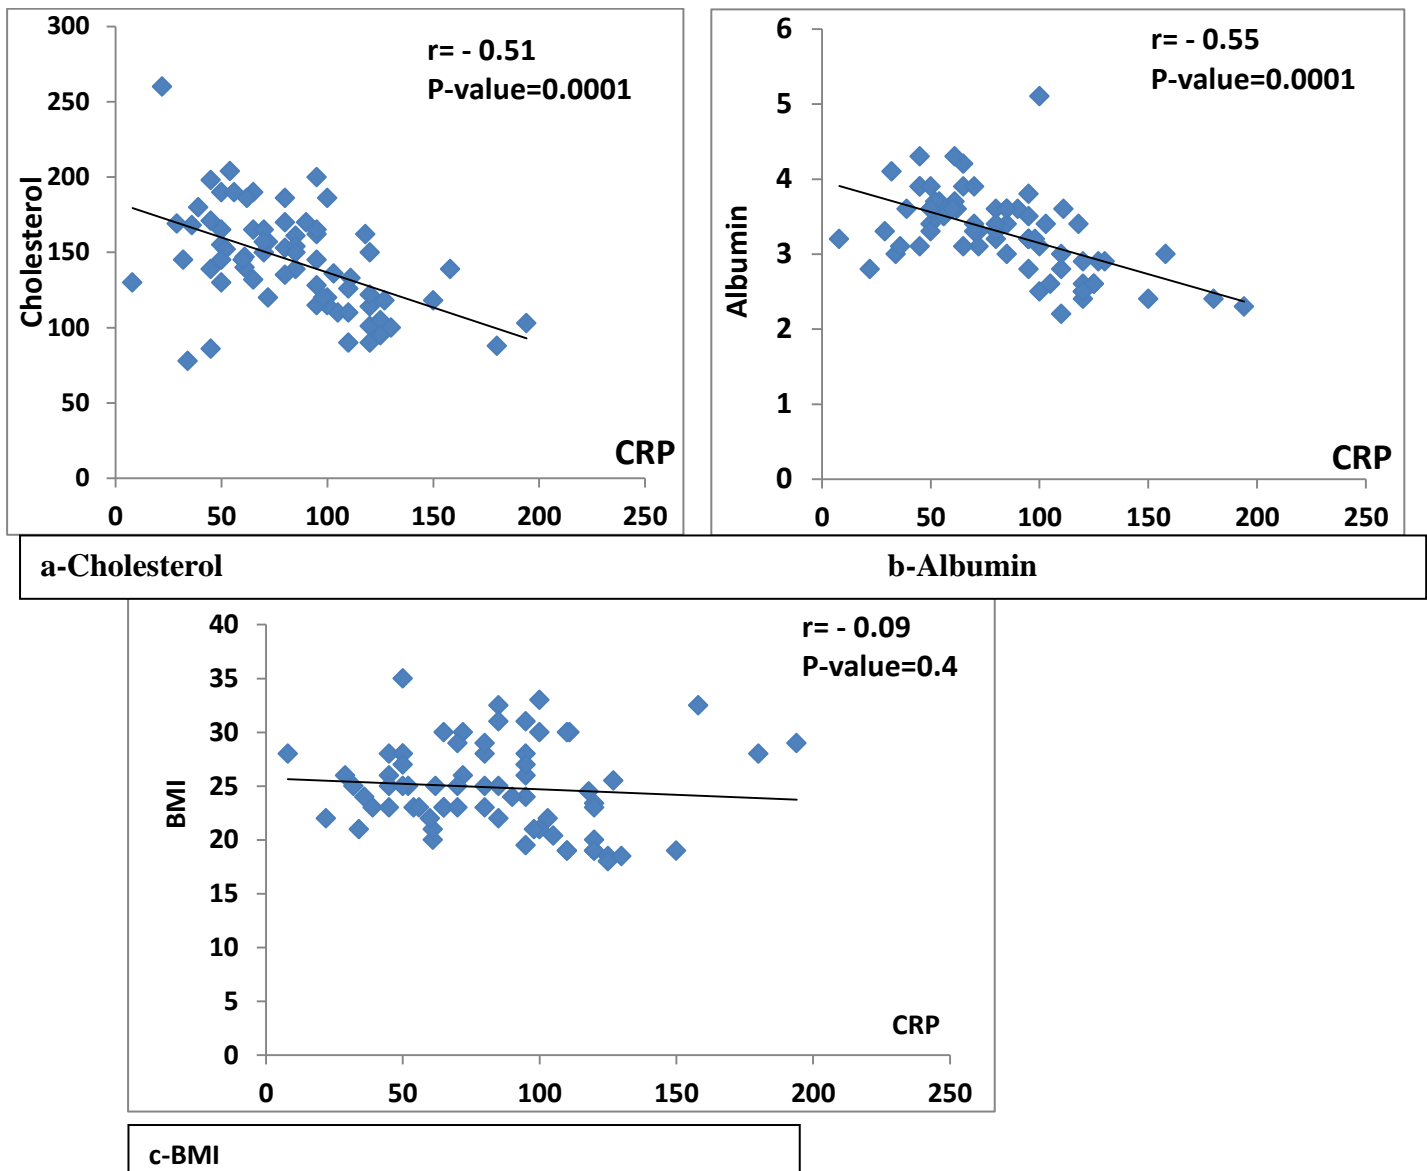 r= - 0.51
P-value=0.0001
300
250
200
150
100
50
0
Cholesterol
CRP
0 50 100 150 200 250
r= - 0.55
P-value=0.0001
6
5
4
3
2
1
0
Albumin
CRP
0 50 100 150 200 250
a-Cholesterol b-Albumin
r= - 0.09
P-value=0.4
40
35
30
25
20
15
10
5
0
BMI
CRP
0 50 100 150 200 250
c-BMI